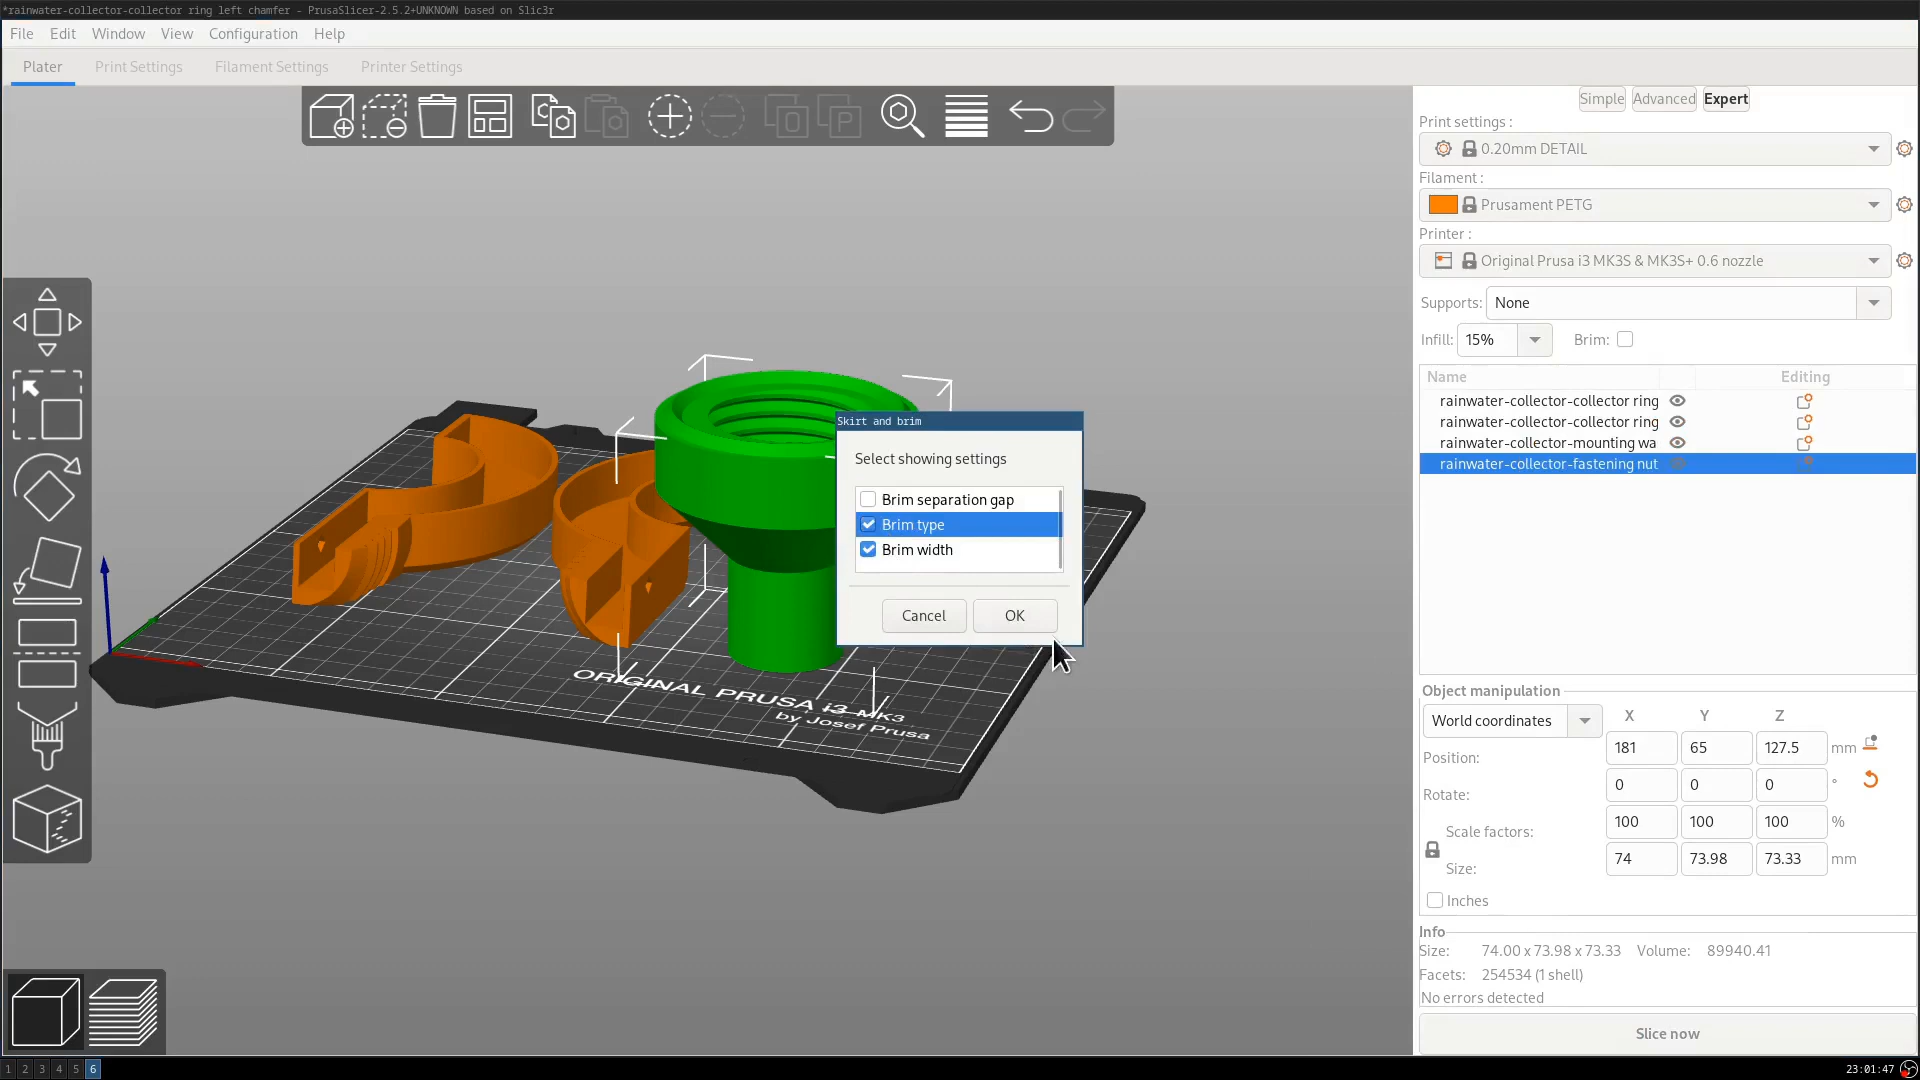 *rainwater-collector-collector ring left chamfer - PrusaSlicer-2.5.2+UNKNOWN based on Slic3r
File Edit Window View Configuration Help
Plater Print Settings Filament Settings Printer Settings
Simple Advanced Expert
Print settings :
0.20mm DETAIL
Filament :
Prusament PETG
Printer :
Original Prusa i3 MK3S & MK3S+ 0.6 nozzle
Supports: None
Infill: 15% Brim:
Name Editing
rainwater-collector-collector ring
rainwater-collector-collector ring
rainwater-collector-mounting wa
rainwater-collector-fastening nut
Skirt and brim
Select showing settings
Brim separation gap
Brim type
Brim width
Cancel OK
ORIGINAL PRUSA i3 MK3
by Josef Prusa
Object manipulation
World coordinates X Y Z
Position: 181 65 127.5 mm
Rotate: 0 0 0 °
Scale factors: 100 100 100 %
Size: 74 73.98 73.33 mm
Inches
Info
Size: 74.00 x 73.98 x 73.33 Volume: 89940.41
Facets: 254534 (1 shell)
No errors detected
Slice now
1 2 3 4 5 6 23:01:47